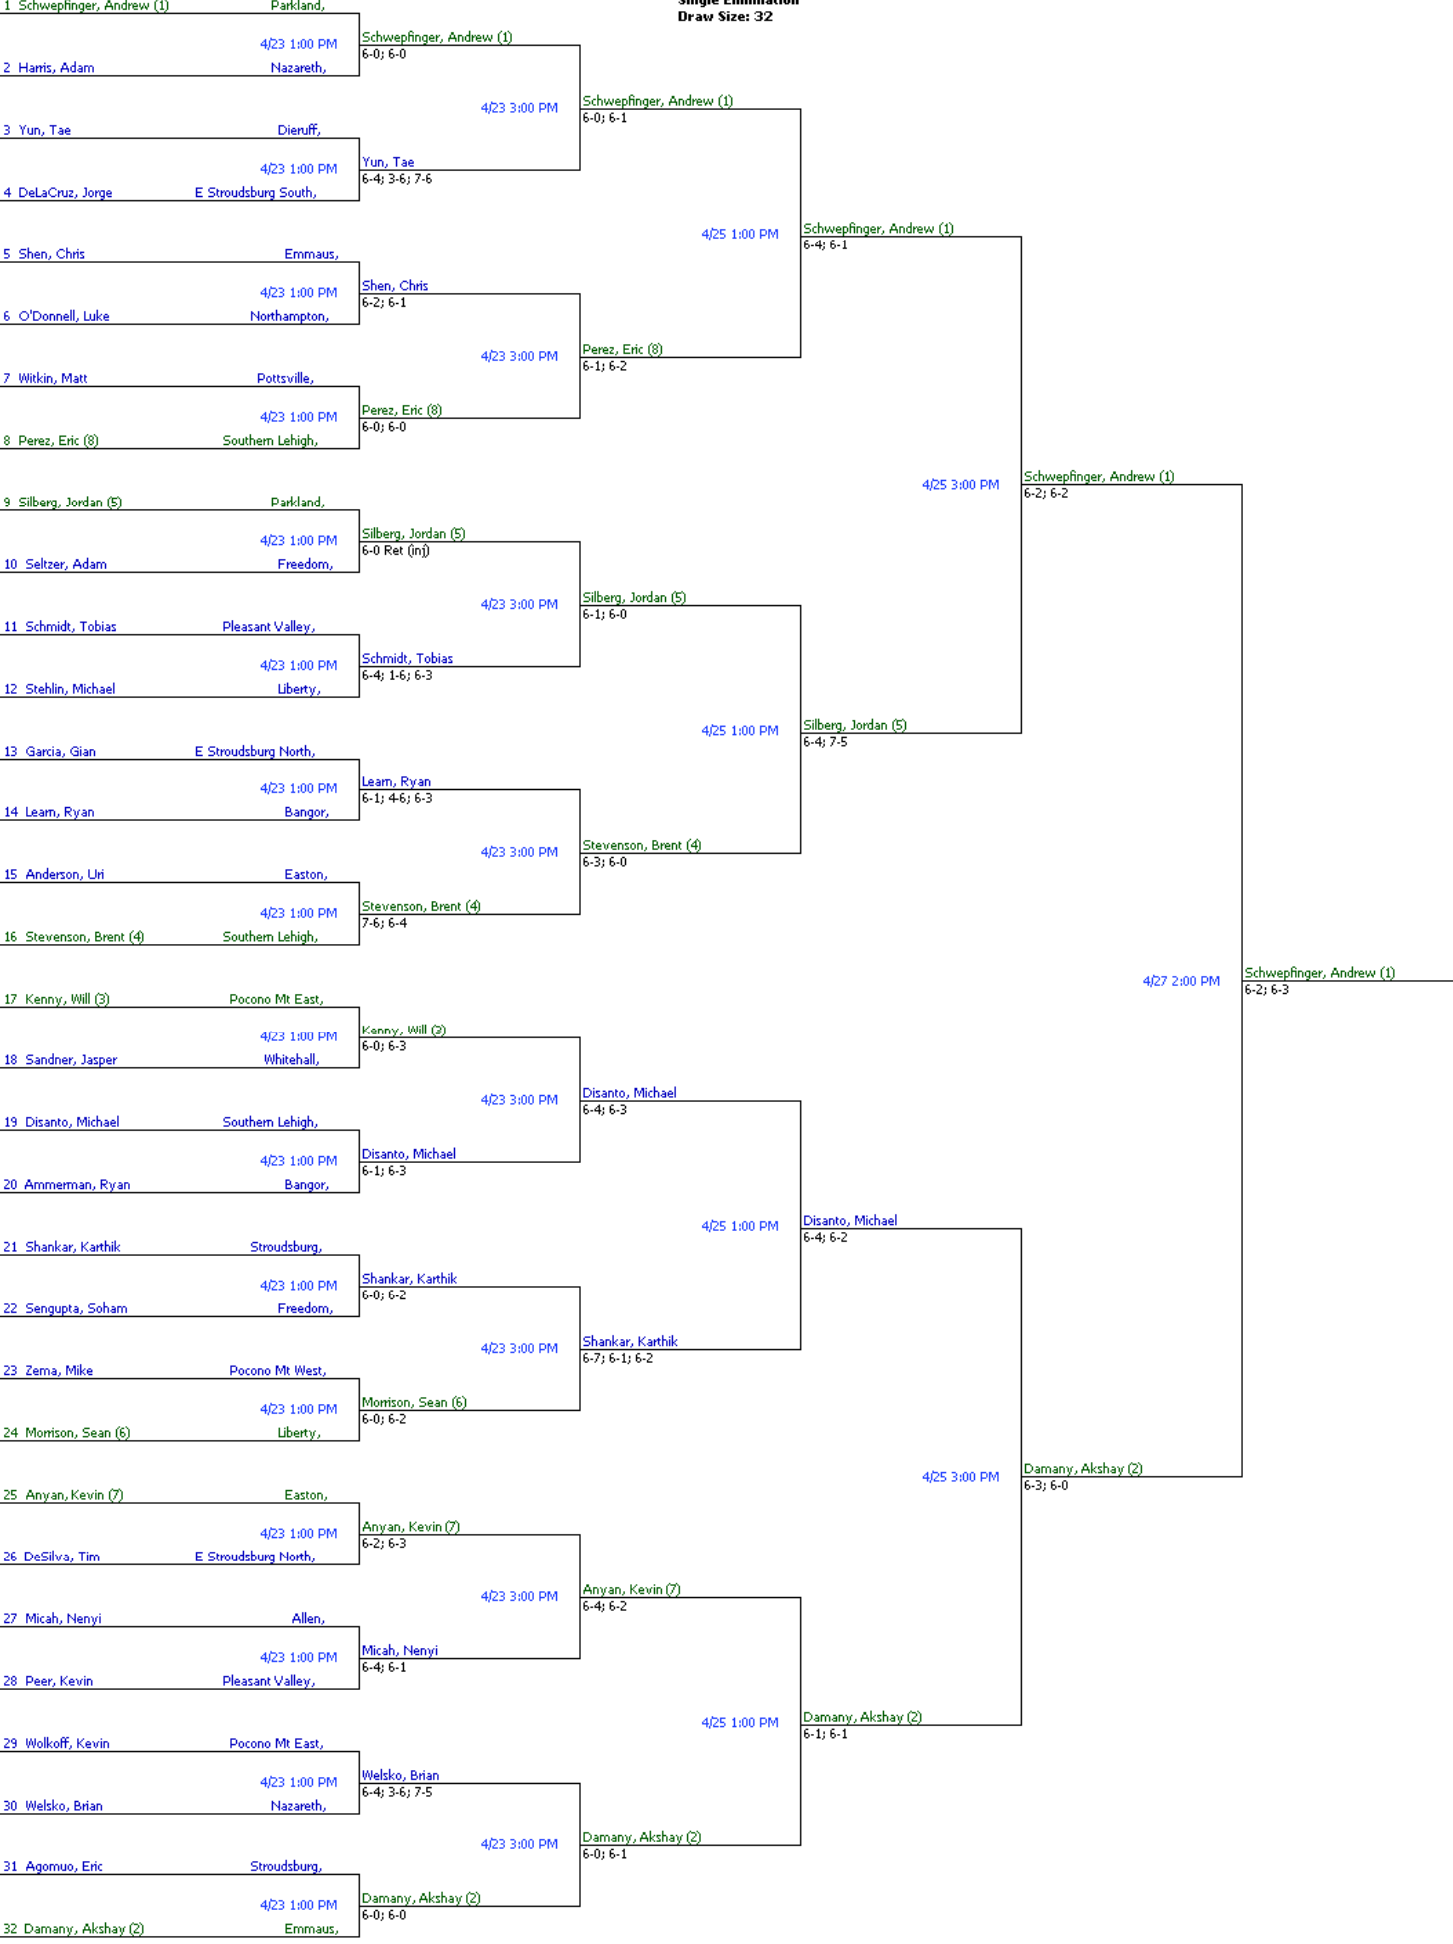 Single Elimination
Draw Size: 32
1 Schwepfinger, Andrew (1) Parkland,
4/23 1:00 PM
2 Harris, Adam Nazareth,
Schwepfinger, Andrew (1)
6-0; 6-0
4/23 3:00 PM
Schwepfinger, Andrew (1)
6-0; 6-1
3 Yun, Tae Dieruff,
4/23 1:00 PM
4 DeLaCruz, Jorge E Stroudsburg South,
Yun, Tae
6-4; 3-6; 7-6
4/25 1:00 PM
Schwepfinger, Andrew (1)
6-4; 6-1
5 Shen, Chris Emmaus,
4/23 1:00 PM
6 O'Donnell, Luke Northampton,
Shen, Chris
6-2; 6-1
4/23 3:00 PM
Perez, Eric (8)
6-1; 6-2
7 Witkin, Matt Pottsville,
4/23 1:00 PM
8 Perez, Eric (8) Southern Lehigh,
Perez, Eric (8)
6-0; 6-0
4/25 3:00 PM
Schwepfinger, Andrew (1)
6-2; 6-2
9 Silberg, Jordan (5) Parkland,
4/23 1:00 PM
10 Seltzer, Adam Freedom,
Silberg, Jordan (5)
6-0 Ret (inj)
4/23 3:00 PM
Silberg, Jordan (5)
6-1; 6-0
11 Schmidt, Tobias Pleasant Valley,
4/23 1:00 PM
12 Stehlin, Michael Liberty,
Schmidt, Tobias
6-4; 1-6; 6-3
4/25 1:00 PM
Silberg, Jordan (5)
6-4; 7-5
13 Garcia, Gian E Stroudsburg North,
4/23 1:00 PM
14 Learn, Ryan Bangor,
Learn, Ryan
6-1; 4-6; 6-3
4/23 3:00 PM
Stevenson, Brent (4)
6-3; 6-0
15 Anderson, Uri Easton,
4/23 1:00 PM
16 Stevenson, Brent (4) Southern Lehigh,
Stevenson, Brent (4)
7-6; 6-4
4/27 2:00 PM
Schwepfinger, Andrew (1)
6-2; 6-3
17 Kenny, Will (3) Pocono Mt East,
4/23 1:00 PM
18 Sandner, Jasper Whitehall,
Kenny, Will (3)
6-0; 6-3
4/23 3:00 PM
Disanto, Michael
6-4; 6-3
19 Disanto, Michael Southern Lehigh,
4/23 1:00 PM
20 Ammerman, Ryan Bangor,
Disanto, Michael
6-1; 6-3
4/25 1:00 PM
Disanto, Michael
6-4; 6-2
21 Shankar, Karthik Stroudsburg,
4/23 1:00 PM
22 Sengupta, Soham Freedom,
Shankar, Karthik
6-0; 6-2
4/23 3:00 PM
Shankar, Karthik
6-7; 6-1; 6-2
23 Zema, Mike Pocono Mt West,
4/23 1:00 PM
24 Morrison, Sean (6) Liberty,
Morrison, Sean (6)
6-0; 6-2
4/25 3:00 PM
Damany, Akshay (2)
6-3; 6-0
25 Anyan, Kevin (7) Easton,
4/23 1:00 PM
26 DeSilva, Tim E Stroudsburg North,
Anyan, Kevin (7)
6-2; 6-3
4/23 3:00 PM
Anyan, Kevin (7)
6-4; 6-2
27 Micah, Nenyi Allen,
4/23 1:00 PM
28 Peer, Kevin Pleasant Valley,
Micah, Nenyi
6-4; 6-1
4/25 1:00 PM
Damany, Akshay (2)
6-1; 6-1
29 Wolkoff, Kevin Pocono Mt East,
4/23 1:00 PM
30 Welsko, Brian Nazareth,
Welsko, Brian
6-4; 3-6; 7-5
4/23 3:00 PM
Damany, Akshay (2)
6-0; 6-1
31 Agomuo, Eric Stroudsburg,
4/23 1:00 PM
32 Damany, Akshay (2) Emmaus,
Damany, Akshay (2)
6-0; 6-0